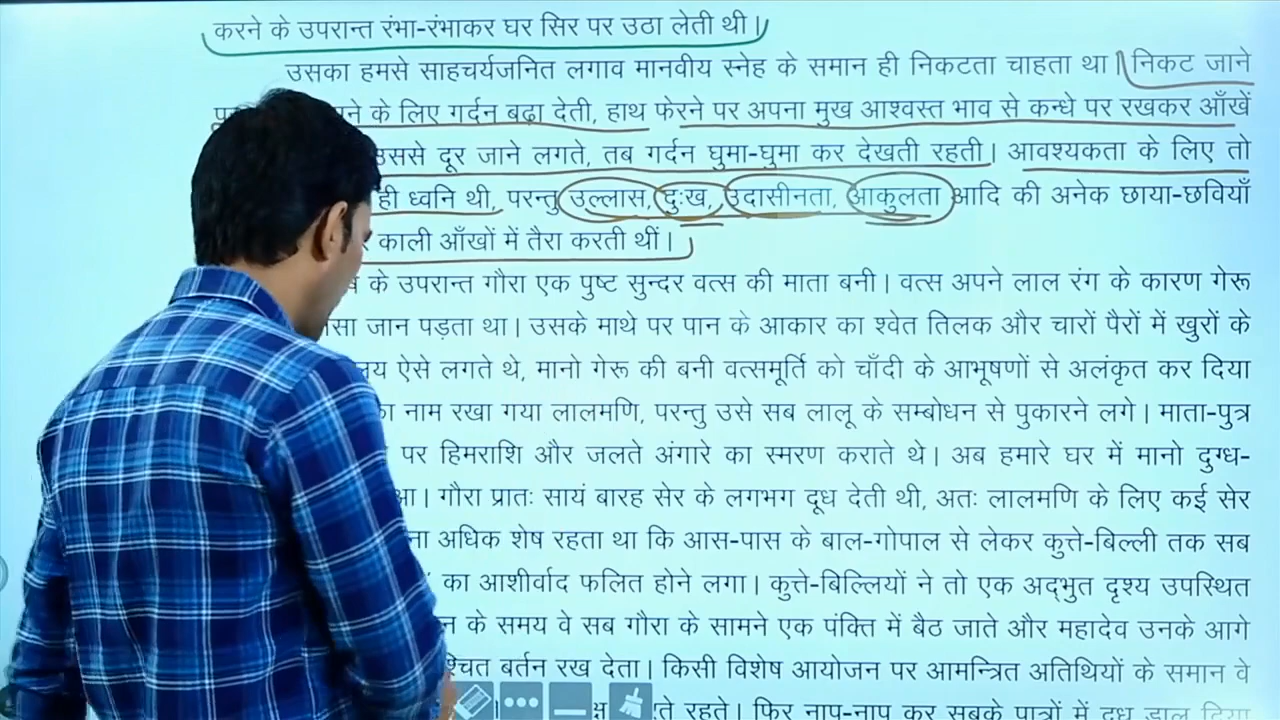 करने के उपरान्त रंभा-रंभाकर घर सिर पर उठा लेती थी।
उसका हमसे साहचर्यजनित लगाव मानवीय स्नेह के समान ही निकटता चाहता था। निकट जाने
के लिए गर्दन बढ़ा देती, हाथ फेरने पर अपना मुख आश्वस्त भाव से कन्धे पर रखकर आँखें
उससे दूर जाने लगते, तब गर्दन घुमा-घुमा कर देखती रहती। आवश्यकता के लिए तो
ही ध्वनि थी, परन्तु उल्लास, दुःख, उदासीनता, आकुलता आदि की अनेक छाया-छवियाँ
काली आँखों में तैरा करती थीं।
के उपरान्त गौरा एक पुष्ट सुन्दर वत्स की माता बनी। वत्स अपने लाल रंग के कारण गेरू
जान पड़ता था। उसके माथे पर पान के आकार का श्वेत तिलक और चारों पैरों में खुरों के
ऐसे लगते थे, मानो गेरू की बनी वत्समूर्ति को चाँदी के आभूषणों से अलंकृत कर दिया
नाम रखा गया लालमणि, परन्तु उसे सब लालू के सम्बोधन से पुकारने लगे। माता-पुत्र
पर हिमराशि और जलते अंगारे का स्मरण कराते थे। अब हमारे घर में मानो दुग्ध-
गौरा प्रातः सायं बारह सेर के लगभग दूध देती थी, अतः लालमणि के लिए कई सेर
अधिक शेष रहता था कि आस-पास के बाल-गोपाल से लेकर कुत्ते-बिल्ली तक सब
का आशीर्वाद फलित होने लगा। कुत्ते-बिल्लियों ने तो एक अद्भुत दृश्य उपस्थित
के समय वे सब गौरा के सामने एक पंक्ति में बैठ जाते और महादेव उनके आगे
बर्तन रख देता। किसी विशेष आयोजन पर आमन्त्रित अतिथियों के समान वे
रहते। फिर नाप-नाप कर सबके पात्रों में दूध डाल दिया